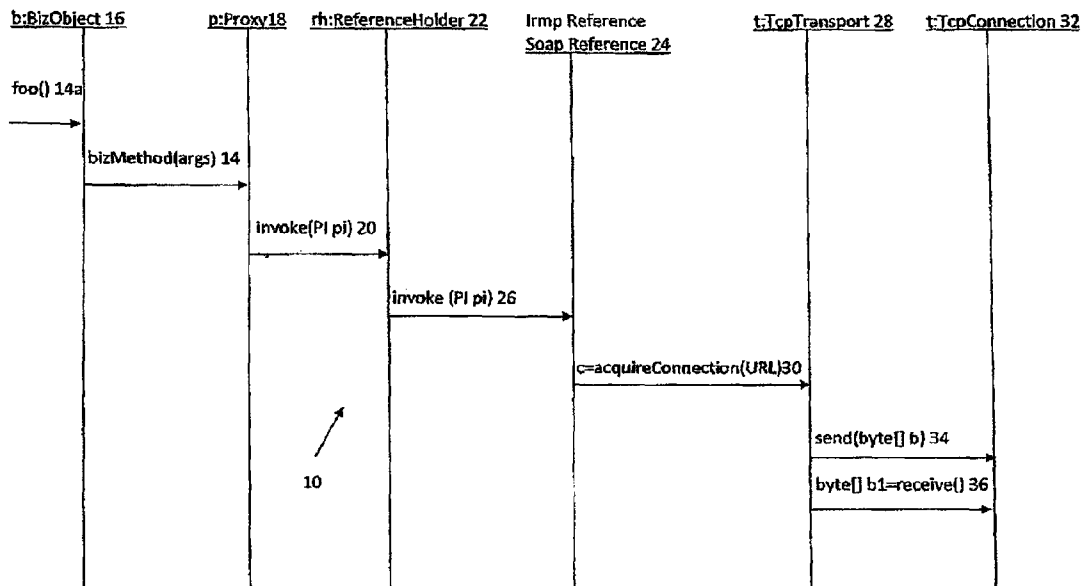 b:BizObject 16
p:Proxy18
rh:ReferenceHolder 22
Irmp Reference
Soap Reference 24
t:TcpTransport 28
t:TcpConnection 32
foo() 14a
bizMethod(args) 14
invoke(PI pi) 20
invoke (PI pi) 26
c=acquireConnection(URL)30
send(byte[] b) 34
byte[] b1=receive() 36
10